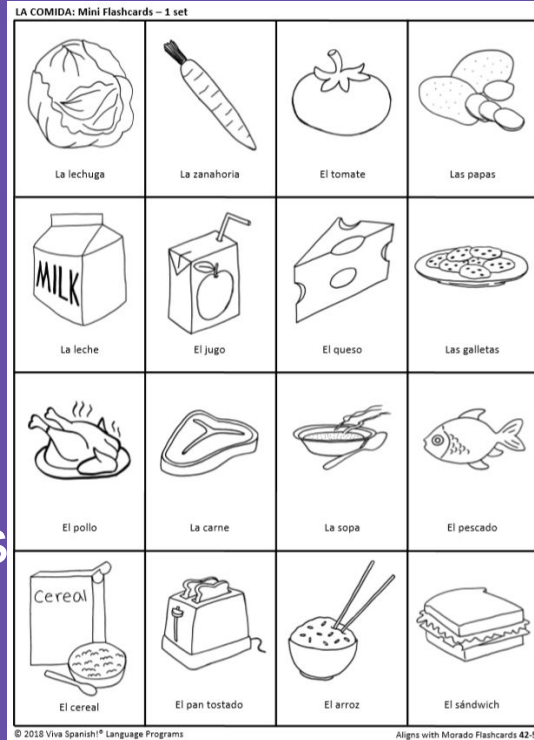 LA COMIDA: Mini Flashcards – 1 set
La lechuga
La zanahoria
El tomate
Las papas
MILK
La leche
El jugo
El queso
Las galletas
El pollo
La carne
La sopa
El pescado
Cereal
El cereal
El pan tostado
El arroz
El sándwich
© 2018 Viva Spanish!® Language Programs
Aligns with Morado Flashcards 42-5